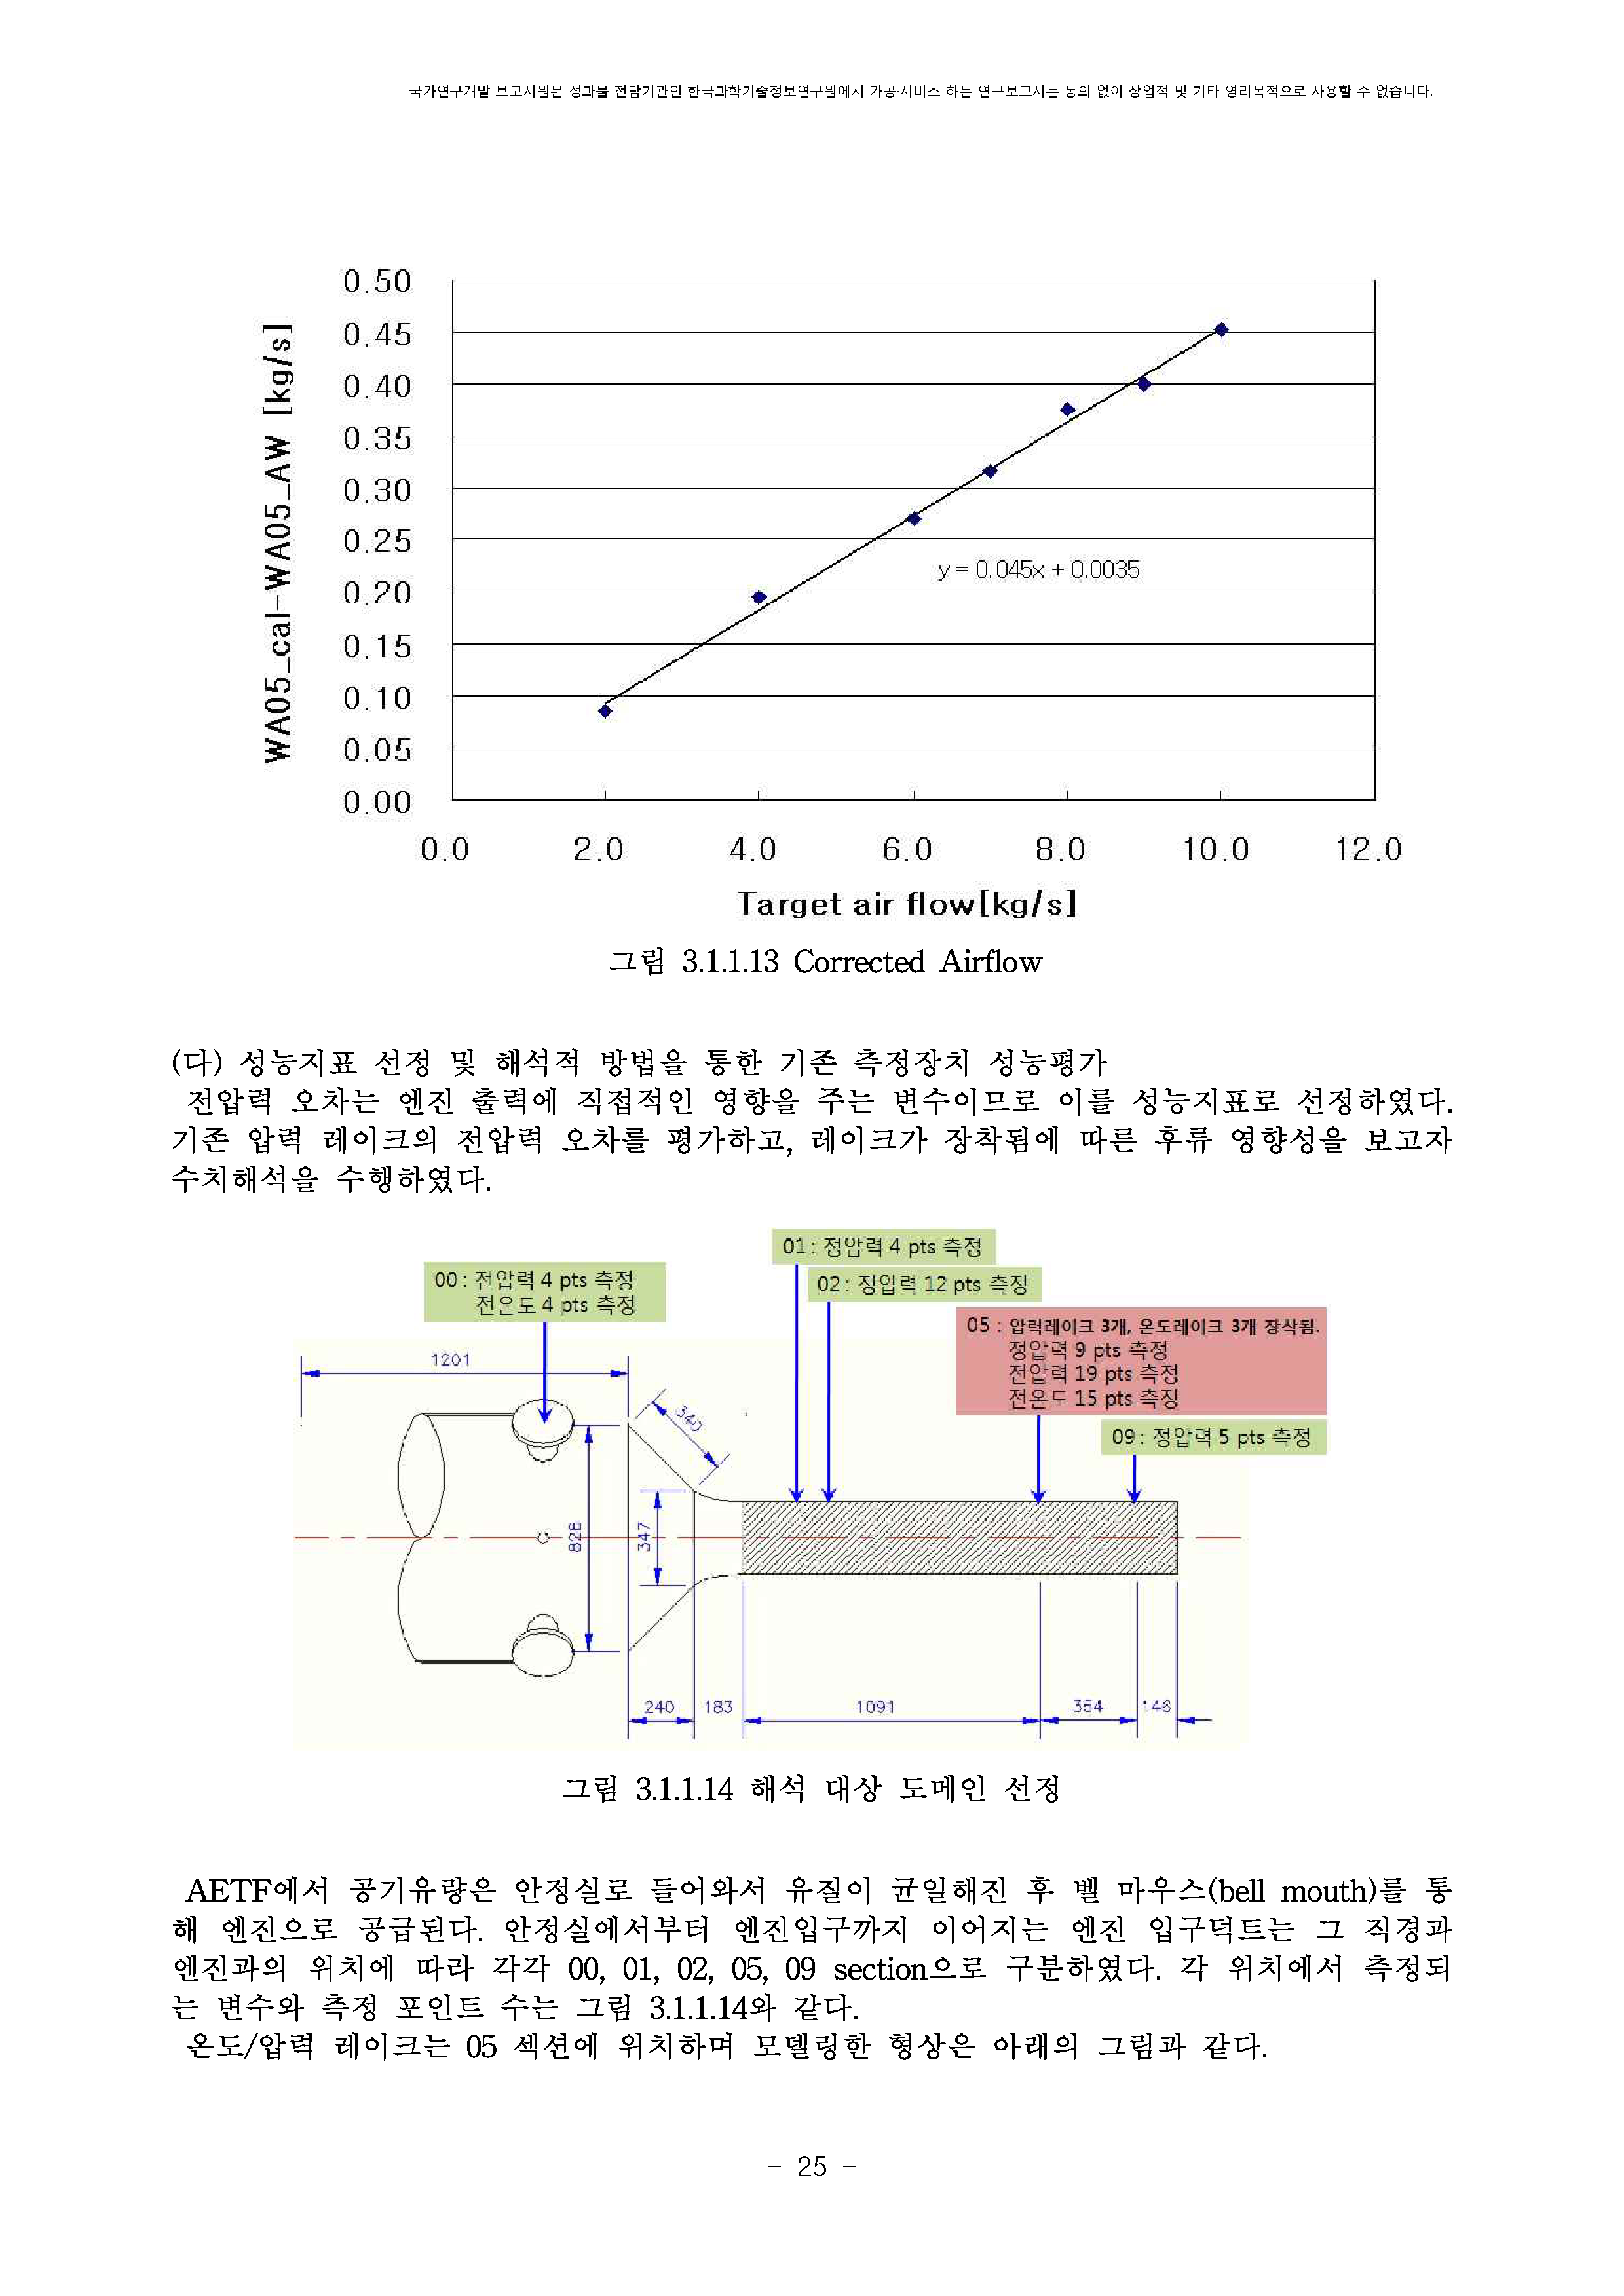 국가연구개발 보고서원문 성과물 전담기관인 한국과학기술정보연구원에서 가공·서비스 하는 연구보고서는 동의 없이 상업적 및 기타 영리목적으로 사용할 수 없습니다.
0.50
0.45
0.40
0.35
0.30
0.25
0.20
0.15
0.10
0.05
0.00
WA05_cal-WA05_AW [kg/s]
y = 0.045x + 0.0035
0.0 2.0 4.0 6.0 8.0 10.0 12.0
Target air flow[kg/s]
그림 3.1.1.13 Corrected Airflow
(다) 성능지표 선정 및 해석적 방법을 통한 기존 측정장치 성능평가
전압력 오차는 엔진 출력에 직접적인 영향을 주는 변수이므로 이를 성능지표로 선정하였다.
기존 압력 레이크의 전압력 오차를 평가하고, 레이크가 장착됨에 따른 후류 영향성을 보고자
수치해석을 수행하였다.
01 : 정압력 4 pts 측정
00 : 전압력 4 pts 측정
전온도 4 pts 측정
02 : 정압력 12 pts 측정
05 : 압력레이크 3개, 온도레이크 3개 장착됨.
정압력 9 pts 측정
전압력 19 pts 측정
전온도 15 pts 측정
09 : 정압력 5 pts 측정
1201
340
828
347
240 183 1091 354 146
그림 3.1.1.14 해석 대상 도메인 선정
AETF에서 공기유량은 안정실로 들어와서 유질이 균일해진 후 벨 마우스(bell mouth)를 통
해 엔진으로 공급된다. 안정실에서부터 엔진입구까지 이어지는 엔진 입구덕트는 그 직경과
엔진과의 위치에 따라 각각 00, 01, 02, 05, 09 section으로 구분하였다. 각 위치에서 측정되
는 변수와 측정 포인트 수는 그림 3.1.1.14와 같다.
온도/압력 레이크는 05 섹션에 위치하며 모델링한 형상은 아래의 그림과 같다.
- 25 -